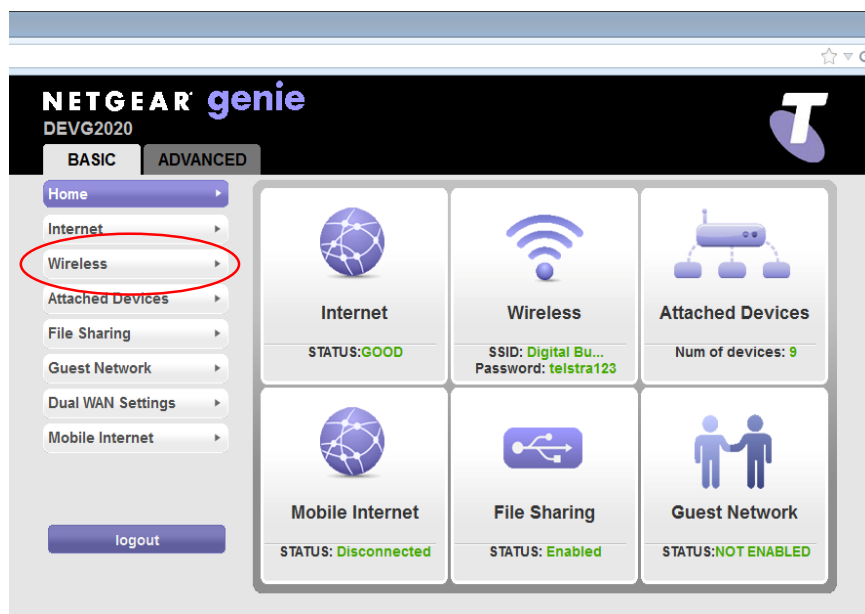 NETGEAR genie
DEVG2020
BASIC ADVANCED
Home
Internet
Wireless
Attached Devices
File Sharing
Guest Network
Dual WAN Settings
Mobile Internet
logout
Internet
STATUS:GOOD
Wireless
SSID: Digital Bu...
Password: telstra123
Attached Devices
Num of devices: 9
Mobile Internet
STATUS: Disconnected
File Sharing
STATUS: Enabled
Guest Network
STATUS:NOT ENABLED